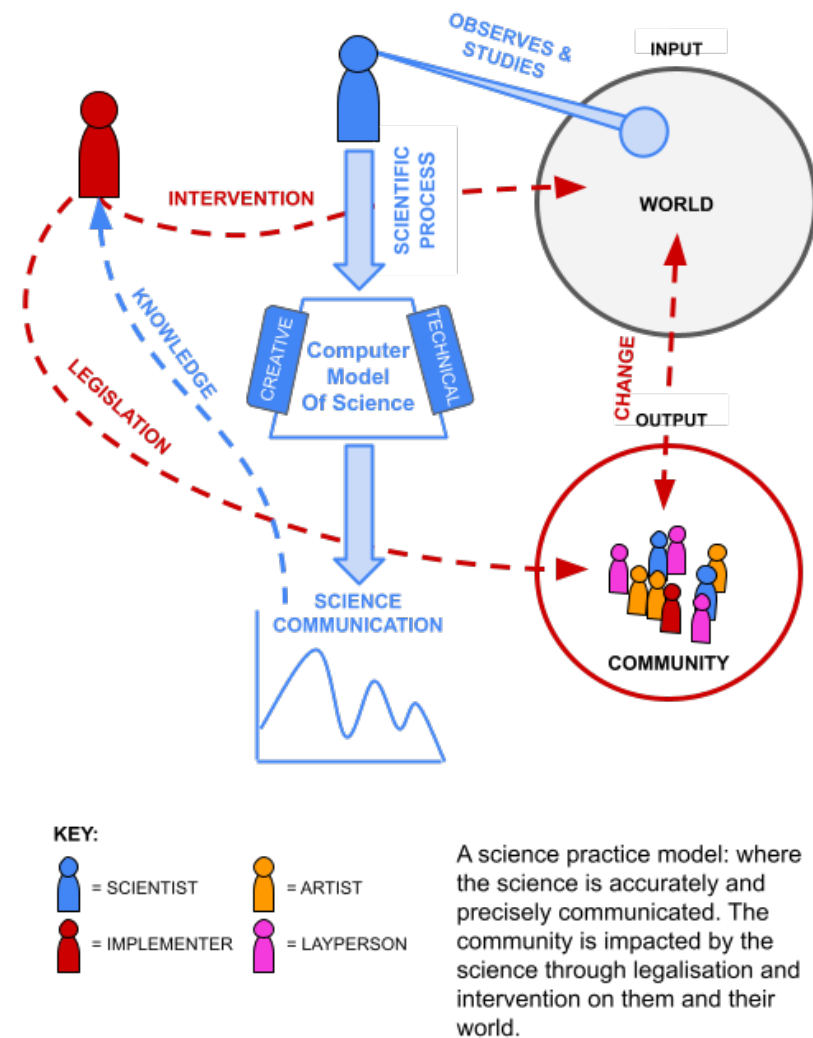 OBSERVES &
STUDIES
INPUT
WORLD
INTERVENTION
SCIENTIFIC
PROCESS
KNOWLEDGE
LEGISLATION
CREATIVE
Computer
Model
Of Science
TECHNICAL
CHANGE
OUTPUT
SCIENCE
COMMUNICATION
COMMUNITY
KEY:
= SCIENTIST
= ARTIST
= IMPLEMENTER
= LAYPERSON
A science practice model: where
the science is accurately and
precisely communicated. The
community is impacted by the
science through legalisation and
intervention on them and their
world.